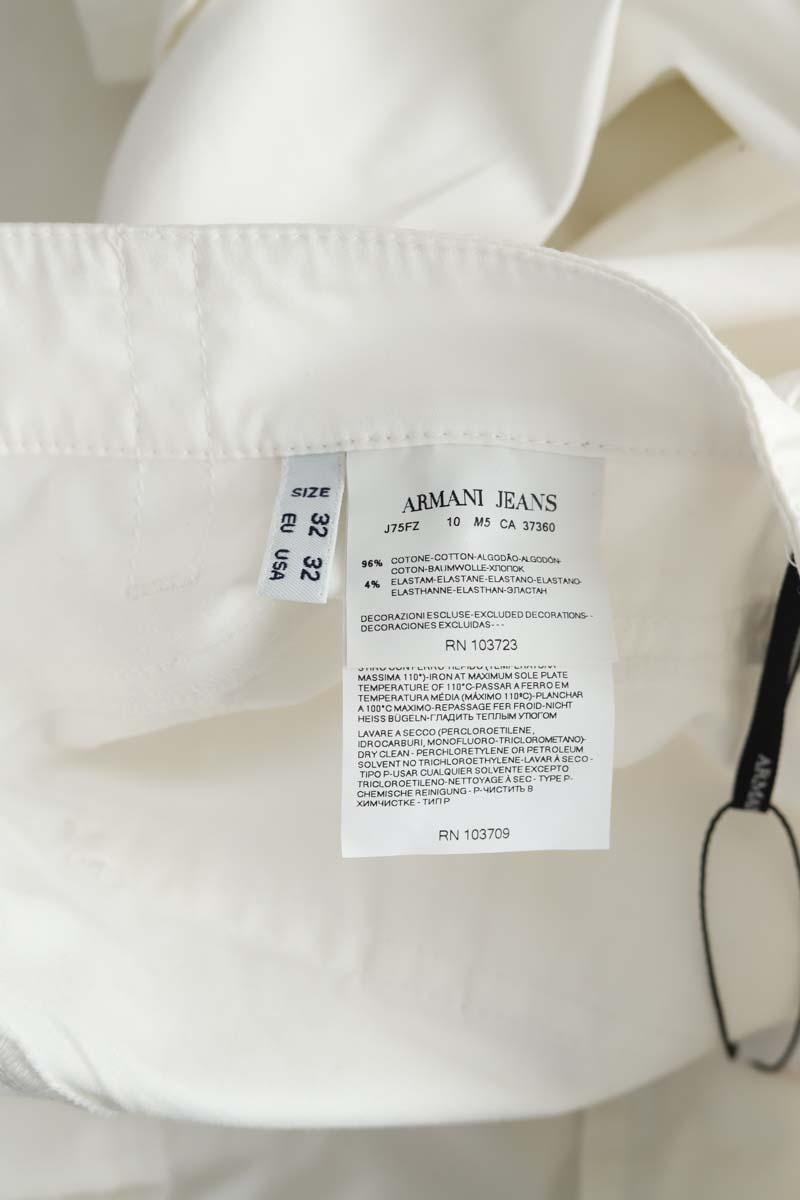 SIZE
EU 32
USA 32
ARMANI JEANS
J75FZ 10 M5 CA 37360
96% COTONE-COTTON-ALGODÃO-ALGODÓN-
COTON-BAUMWOLLE-ХЛОПОК
4% ELASTAM-ELASTANE-ELASTANO-ELASTANO-
ELASTHANNE-ELASTHAN-ЭЛАСТАН
DECORAZIONI ESCLUSE-EXCLUDED DECORATIONS--
DECORACIONES EXCLUIDAS---
RN 103723
MASSIMA 110°)-IRON AT MAXIMUM SOLE PLATE
TEMPERATURE OF 110°C-PASSAR A FERRO EM
TEMPERATURA MÉDIA (MÁXIMO 110ºC)-PLANCHAR
A 100°C MAXIMO-REPASSAGE FER FROID-NICHT
HEISS BÜGELN-ГЛАДИТЬ ТЕПЛЫМ УТЮГОМ
LAVARE A SECCO (PERCLOROETILENE,
IDROCARBURI, MONOFLUORO-TRICLOROMETANO)-
DRY CLEAN - PERCHLORETYLENE OR PETROLEUM
SOLVENT NO TRICHLOROETHYLENE-LAVAR À SECO -
TIPO P-USAR CUALQUIER SOLVENTE EXCEPTO
TRICLOROETILENO-NETTOYAGE À SEC - TYPE P-
CHEMISCHE REINIGUNG - P-ЧИСТИТЬ В
ХИМЧИСТКЕ - ТИП P
RN 103709